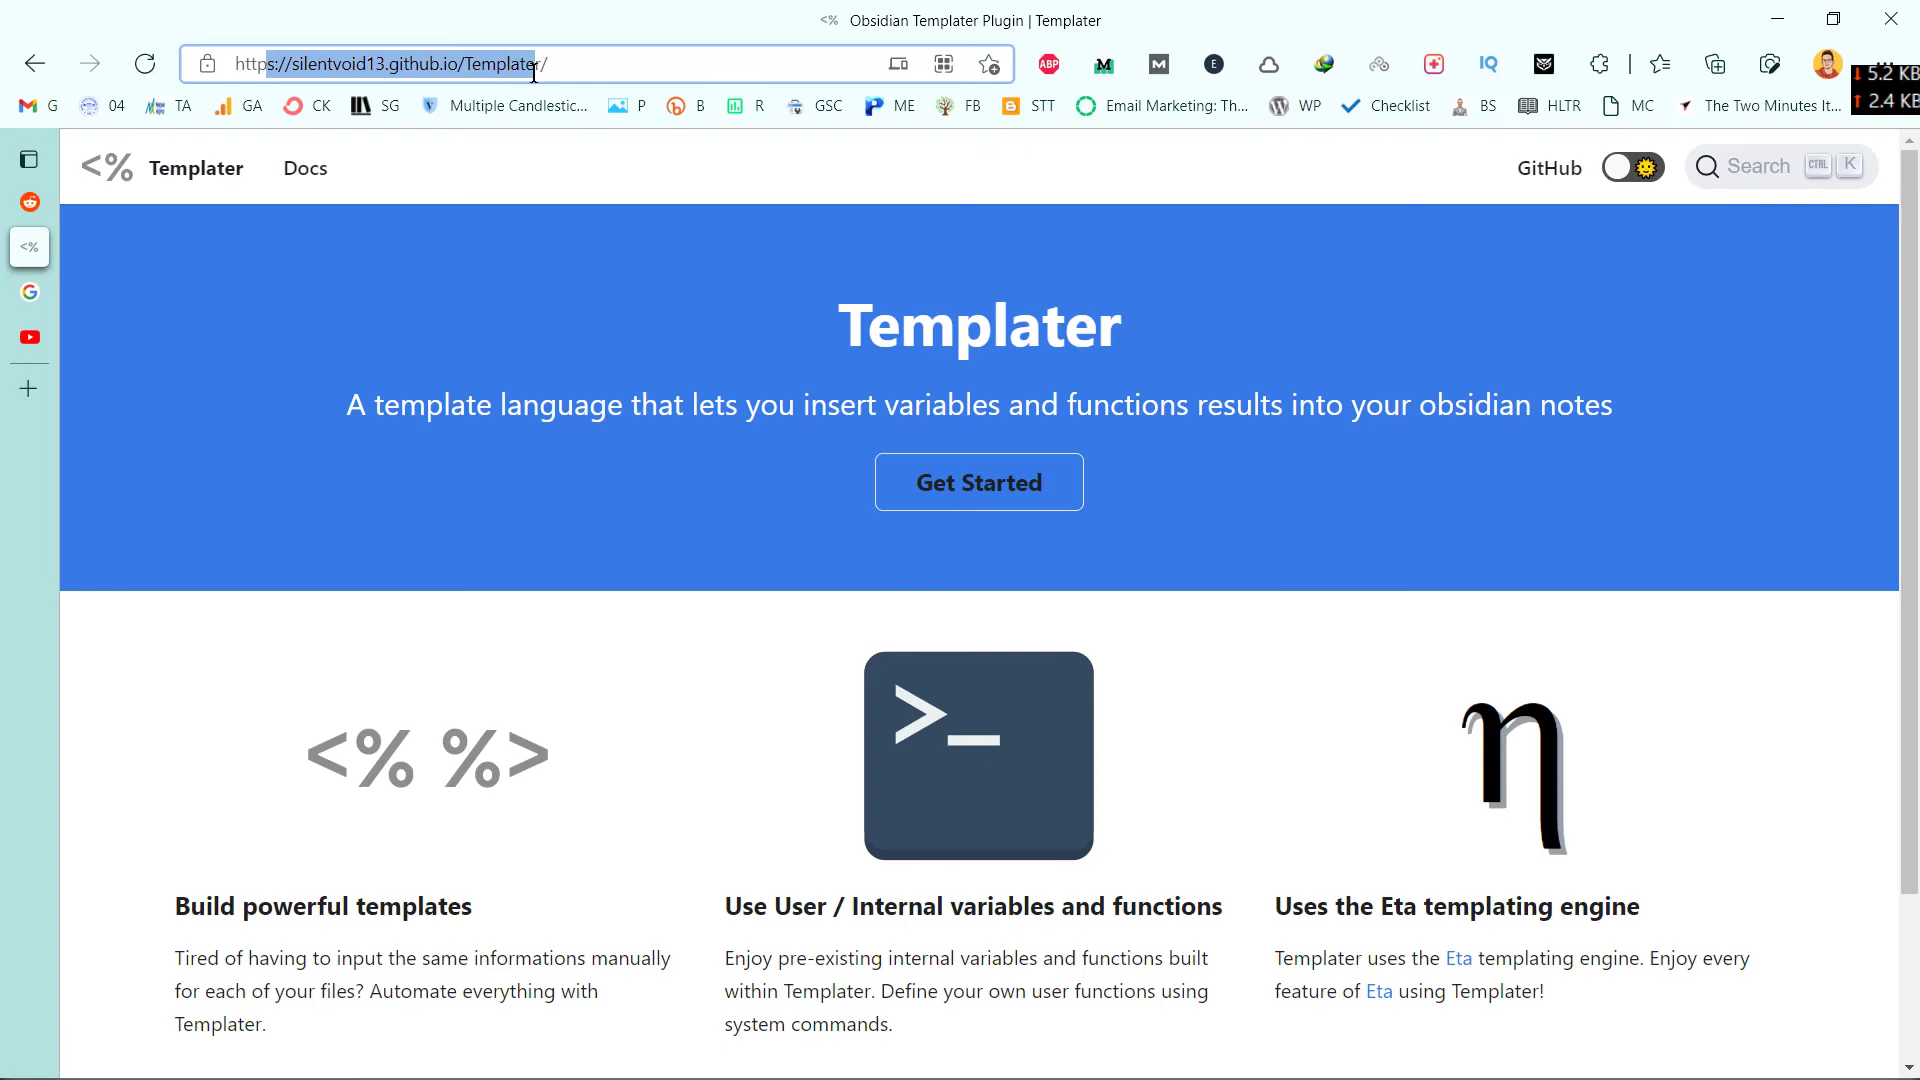 <% Obsidian Templater Plugin | Templater
https://silentvoid13.github.io/Templater/
ABP M M E IQ
5.2 KB
G 04 TA GA CK SG Multiple Candlestic... P B R GSC ME FB STT Email Marketing: Th... WP Checklist BS HLTR MC The Two Minutes It...
2.4 KB
<% Templater Docs GitHub Search CTRL K
<%
Templater
A template language that lets you insert variables and functions results into your obsidian notes
Get Started
<% %> >_ η
Build powerful templates
Tired of having to input the same informations manually
for each of your files? Automate everything with
Templater.
Use User / Internal variables and functions
Enjoy pre-existing internal variables and functions built
within Templater. Define your own user functions using
system commands.
Uses the Eta templating engine
Templater uses the Eta templating engine. Enjoy every
feature of Eta using Templater!